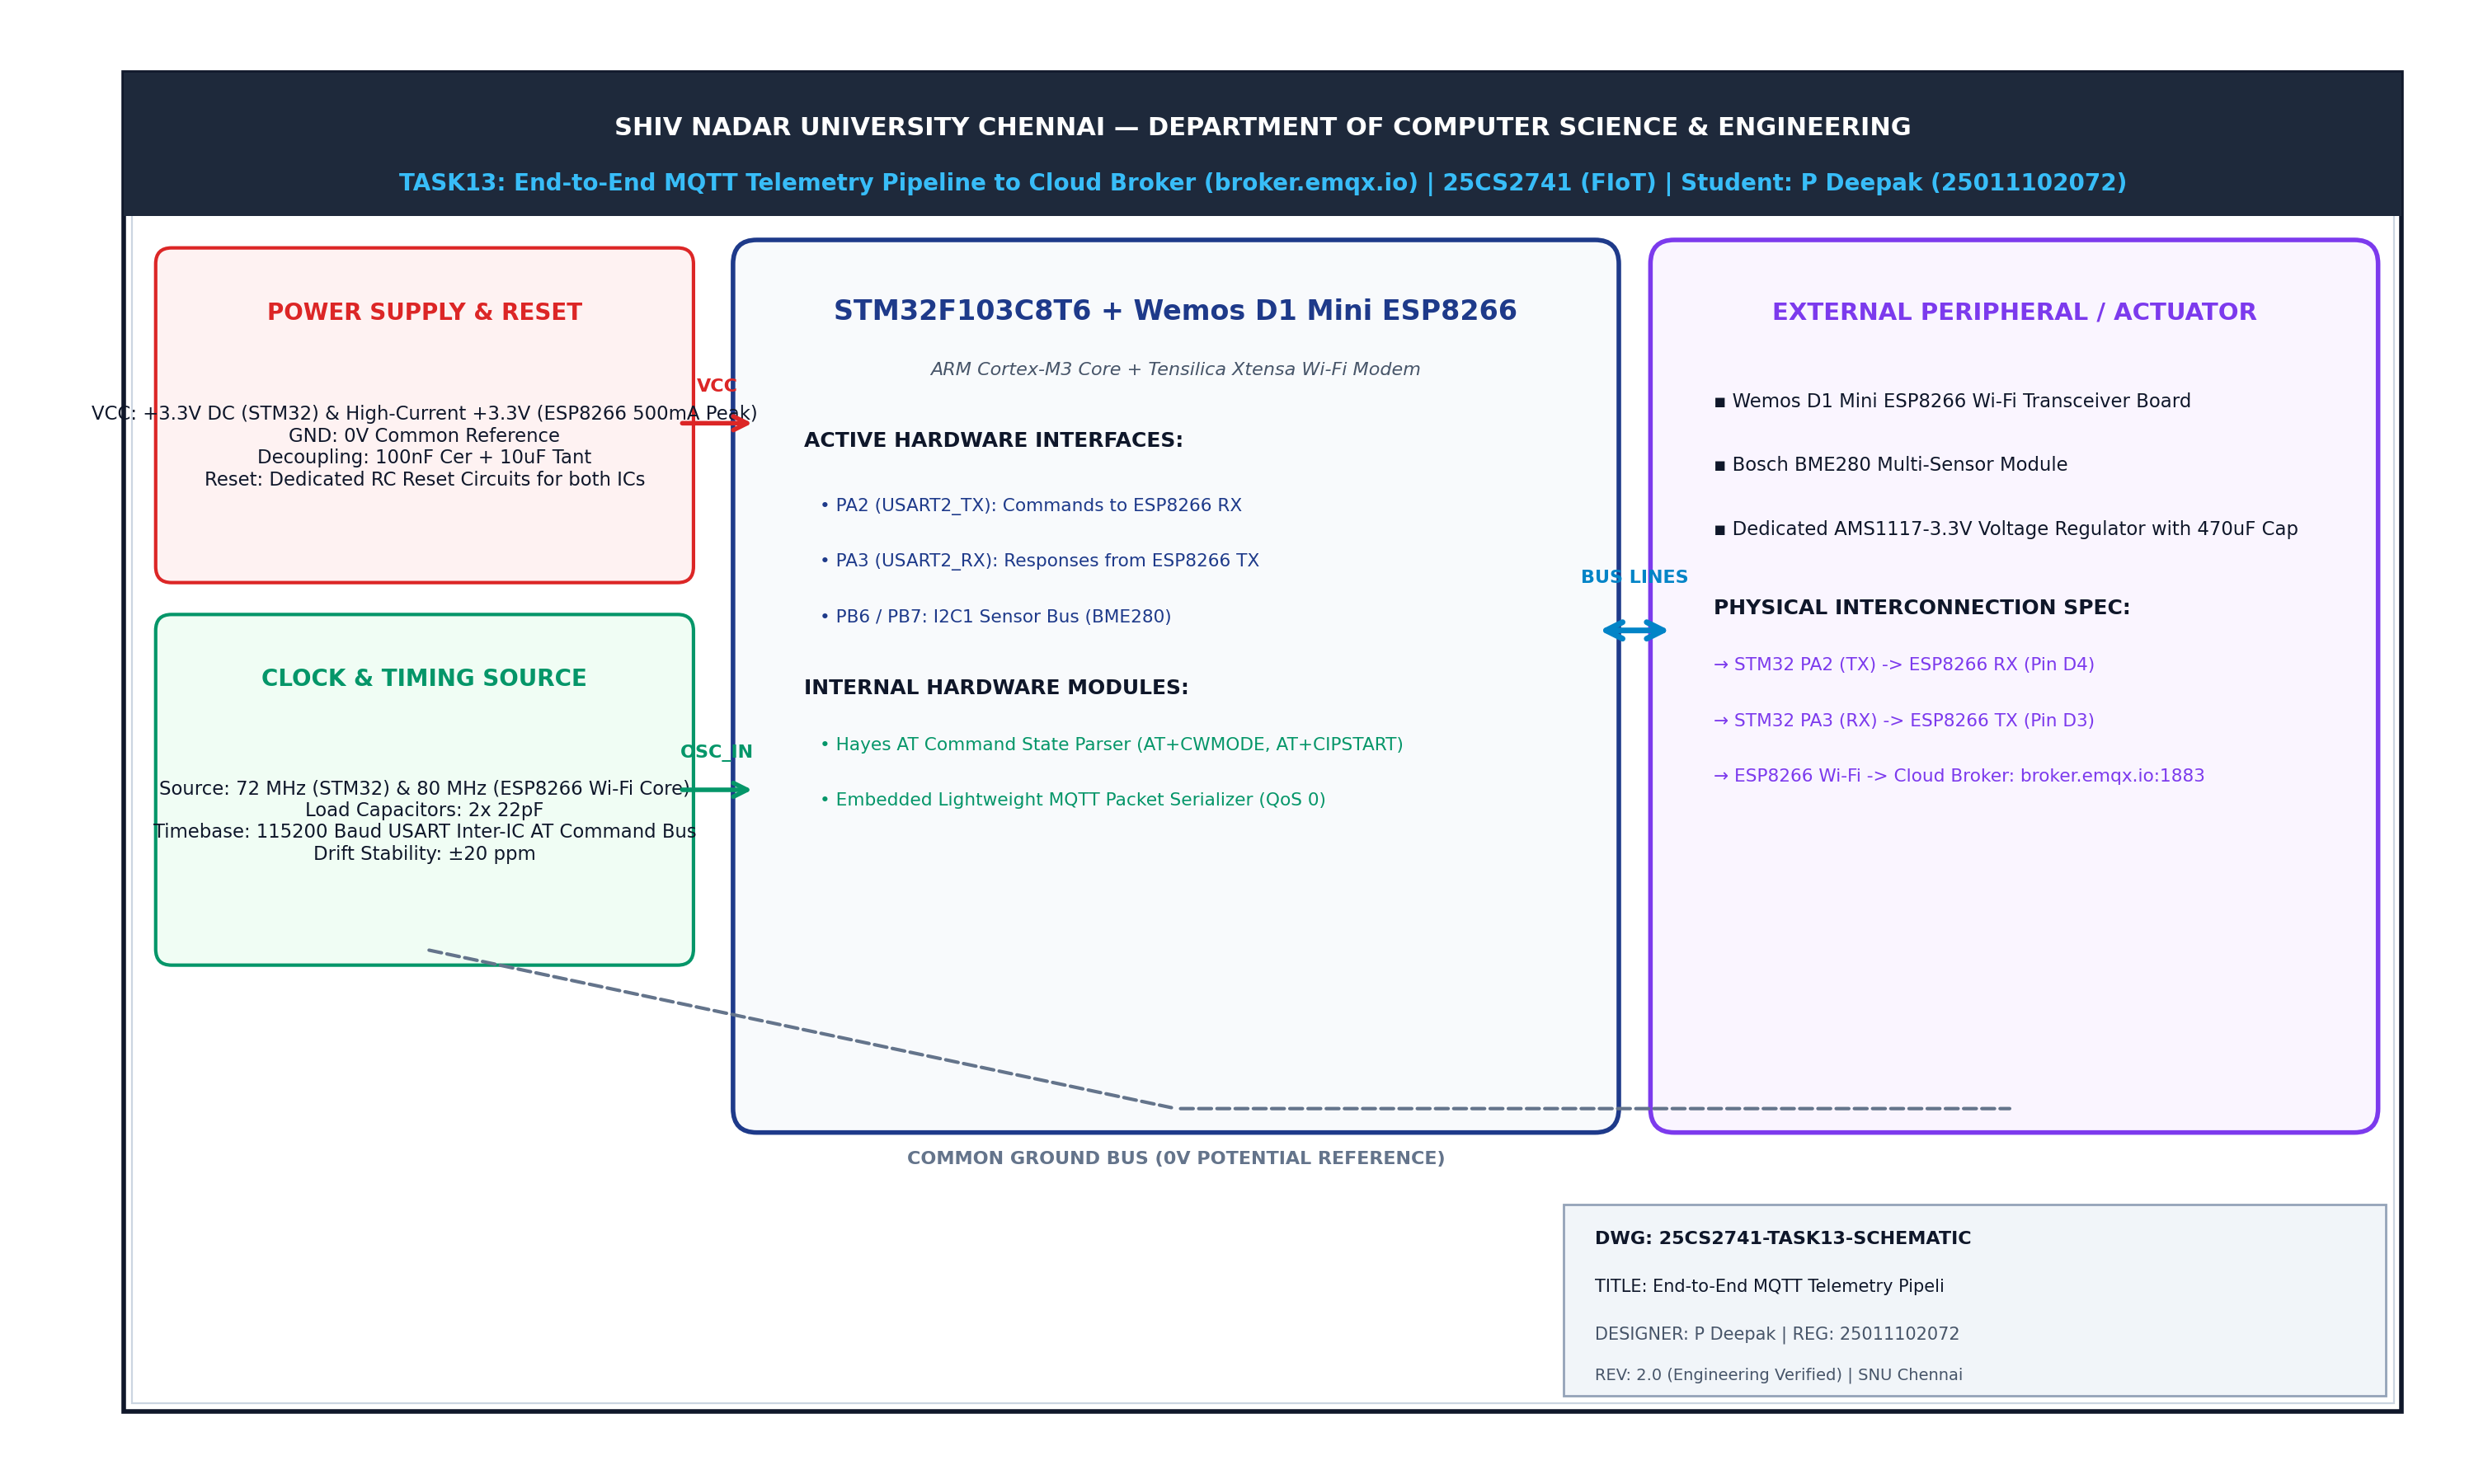 SHIV NADAR UNIVERSITY CHENNAI — DEPARTMENT OF COMPUTER SCIENCE & ENGINEERING
TASK13: End-to-End MQTT Telemetry Pipeline to Cloud Broker (broker.emqx.io) | 25CS2741 (FIoT) | Student: P Deepak (25011102072)
POWER SUPPLY & RESET
VCC: +3.3V DC (STM32) & High-Current +3.3V (ESP8266 500mA Peak)
GND: 0V Common Reference
Decoupling: 100nF Cer + 10uF Tant
Reset: Dedicated RC Reset Circuits for both ICs
VCC
CLOCK & TIMING SOURCE
Source: 72 MHz (STM32) & 80 MHz (ESP8266 Wi-Fi Core)
Load Capacitors: 2x 22pF
Timebase: 115200 Baud USART Inter-IC AT Command Bus
Drift Stability: ±20 ppm
OSC_IN
STM32F103C8T6 + Wemos D1 Mini ESP8266
ARM Cortex-M3 Core + Tensilica Xtensa Wi-Fi Modem
ACTIVE HARDWARE INTERFACES:
• PA2 (USART2_TX): Commands to ESP8266 RX
• PA3 (USART2_RX): Responses from ESP8266 TX
• PB6 / PB7: I2C1 Sensor Bus (BME280)
INTERNAL HARDWARE MODULES:
• Hayes AT Command State Parser (AT+CWMODE, AT+CIPSTART)
• Embedded Lightweight MQTT Packet Serializer (QoS 0)
BUS LINES
EXTERNAL PERIPHERAL / ACTUATOR
▪ Wemos D1 Mini ESP8266 Wi-Fi Transceiver Board
▪ Bosch BME280 Multi-Sensor Module
▪ Dedicated AMS1117-3.3V Voltage Regulator with 470uF Cap
PHYSICAL INTERCONNECTION SPEC:
→ STM32 PA2 (TX) -> ESP8266 RX (Pin D4)
→ STM32 PA3 (RX) -> ESP8266 TX (Pin D3)
→ ESP8266 Wi-Fi -> Cloud Broker: broker.emqx.io:1883
COMMON GROUND BUS (0V POTENTIAL REFERENCE)
DWG: 25CS2741-TASK13-SCHEMATIC
TITLE: End-to-End MQTT Telemetry Pipeli
DESIGNER: P Deepak | REG: 25011102072
REV: 2.0 (Engineering Verified) | SNU Chennai